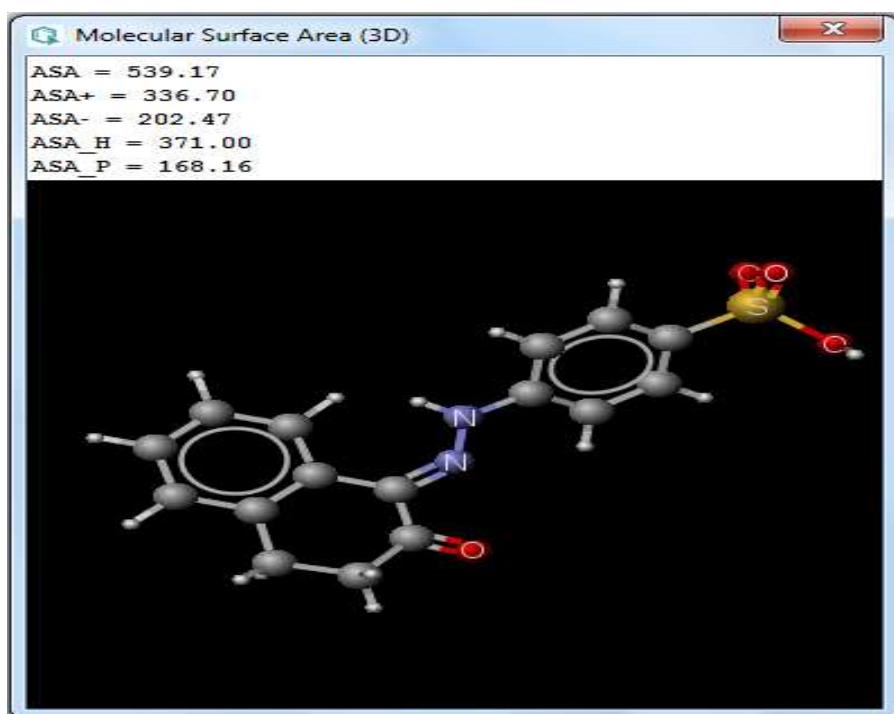 Molecular Surface Area (3D)
ASA = 539.17
ASA+ = 336.70
ASA- = 202.47
ASA_H = 371.00
ASA_P = 168.16
O O
S
O
N
N
O